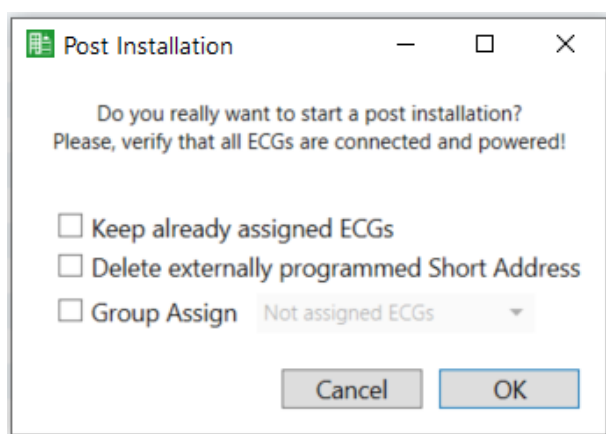 Post Installation
Do you really want to start a post installation?
Please, verify that all ECGs are connected and powered!
Keep already assigned ECGs
Delete externally programmed Short Address
Group Assign Not assigned ECGs
Cancel OK